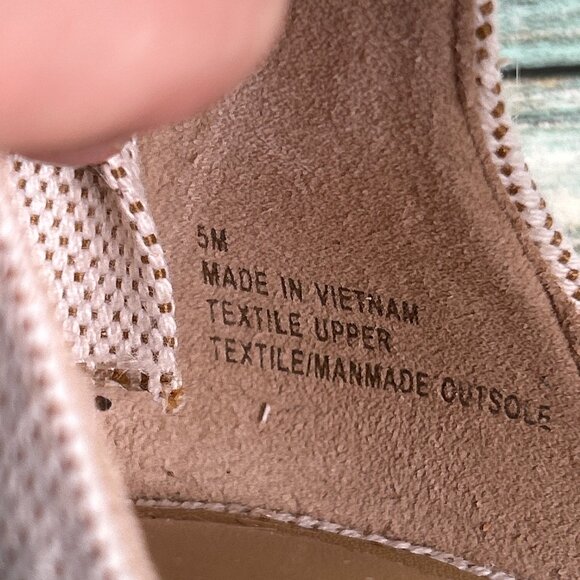 5M
MADE IN VIETNAM
TEXTILE UPPER
TEXTILE/MANMADE OUTSOLE